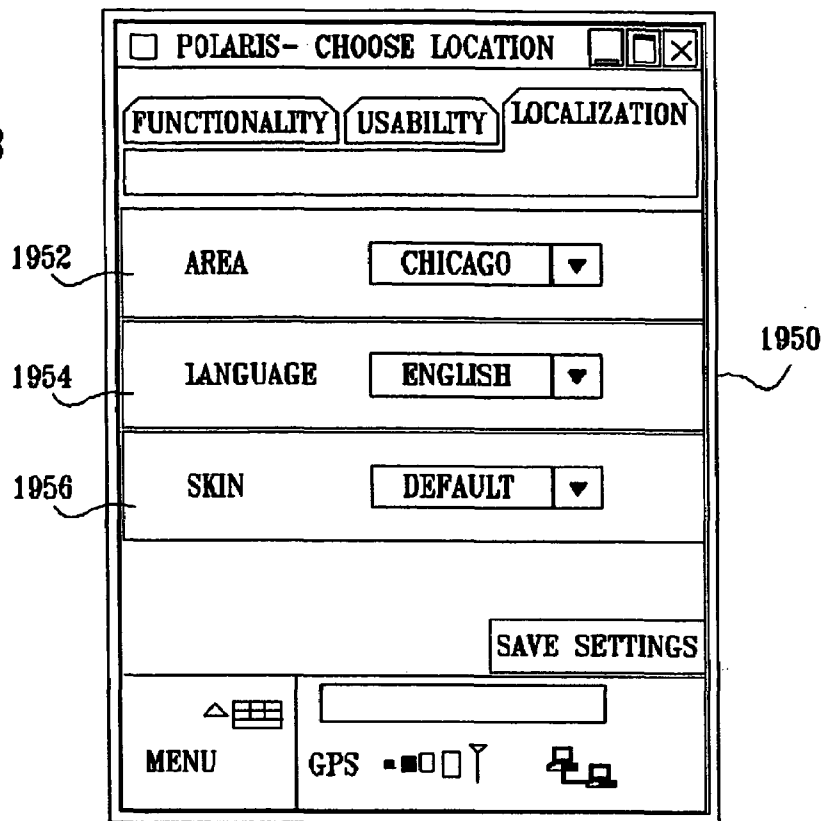 POLARIS- CHOOSE LOCATION
FUNCTIONALITY USABILITY LOCALIZATION
1952 AREA CHICAGO
1950
1954 LANGUAGE ENGLISH
1956 SKIN DEFAULT
SAVE SETTINGS
MENU GPS